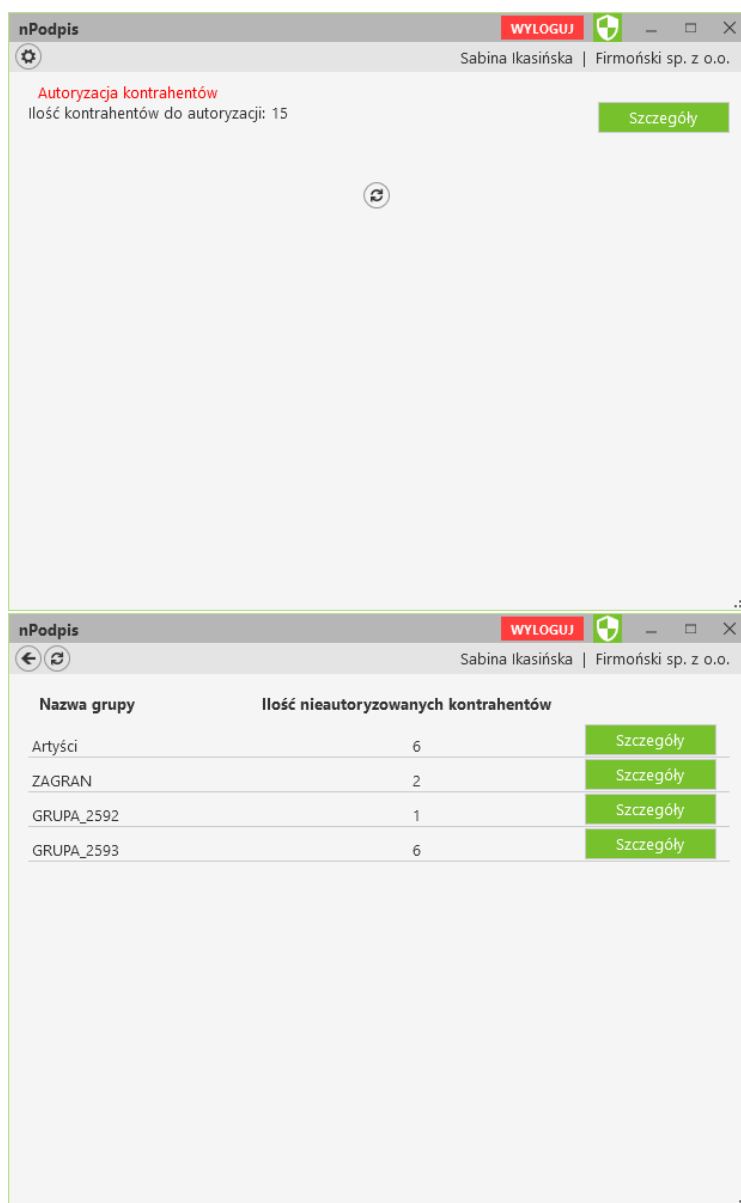 nPodpis WYLOGUJ
Sabina Ikasińska | Firmoński sp. z o.o.
Autoryzacja kontrahentów
Ilość kontrahentów do autoryzacji: 15
Szczegóły
nPodpis WYLOGUJ
Sabina Ikasińska | Firmoński sp. z o.o.
Nazwa grupy Ilość nieautoryzowanych kontrahentów
Artyści 6 Szczegóły
ZAGRAN 2 Szczegóły
GRUPA_2592 1 Szczegóły
GRUPA_2593 6 Szczegóły